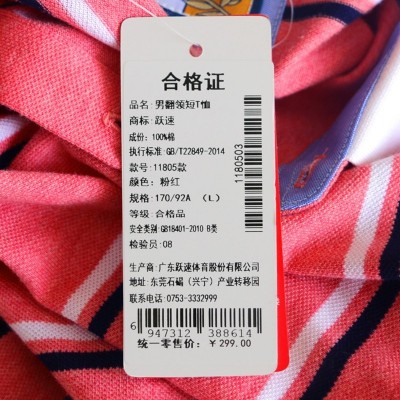 合格证
品名：男翻领短T恤
商标：跃速
成份：100%棉
执行标准：GB/T22849-2014
款号：11805款
颜色：粉红
规格：170/92A （L）
等级：合格品
安全类别 GB18401-2010 B类
检验员：08
1180503
生产商：广东跃速体育股份有限公司
地址：东莞石碣（兴宁）产业转移园
联系电话：0753-3332999
6 947312 388614
统一零售价：￥299.00